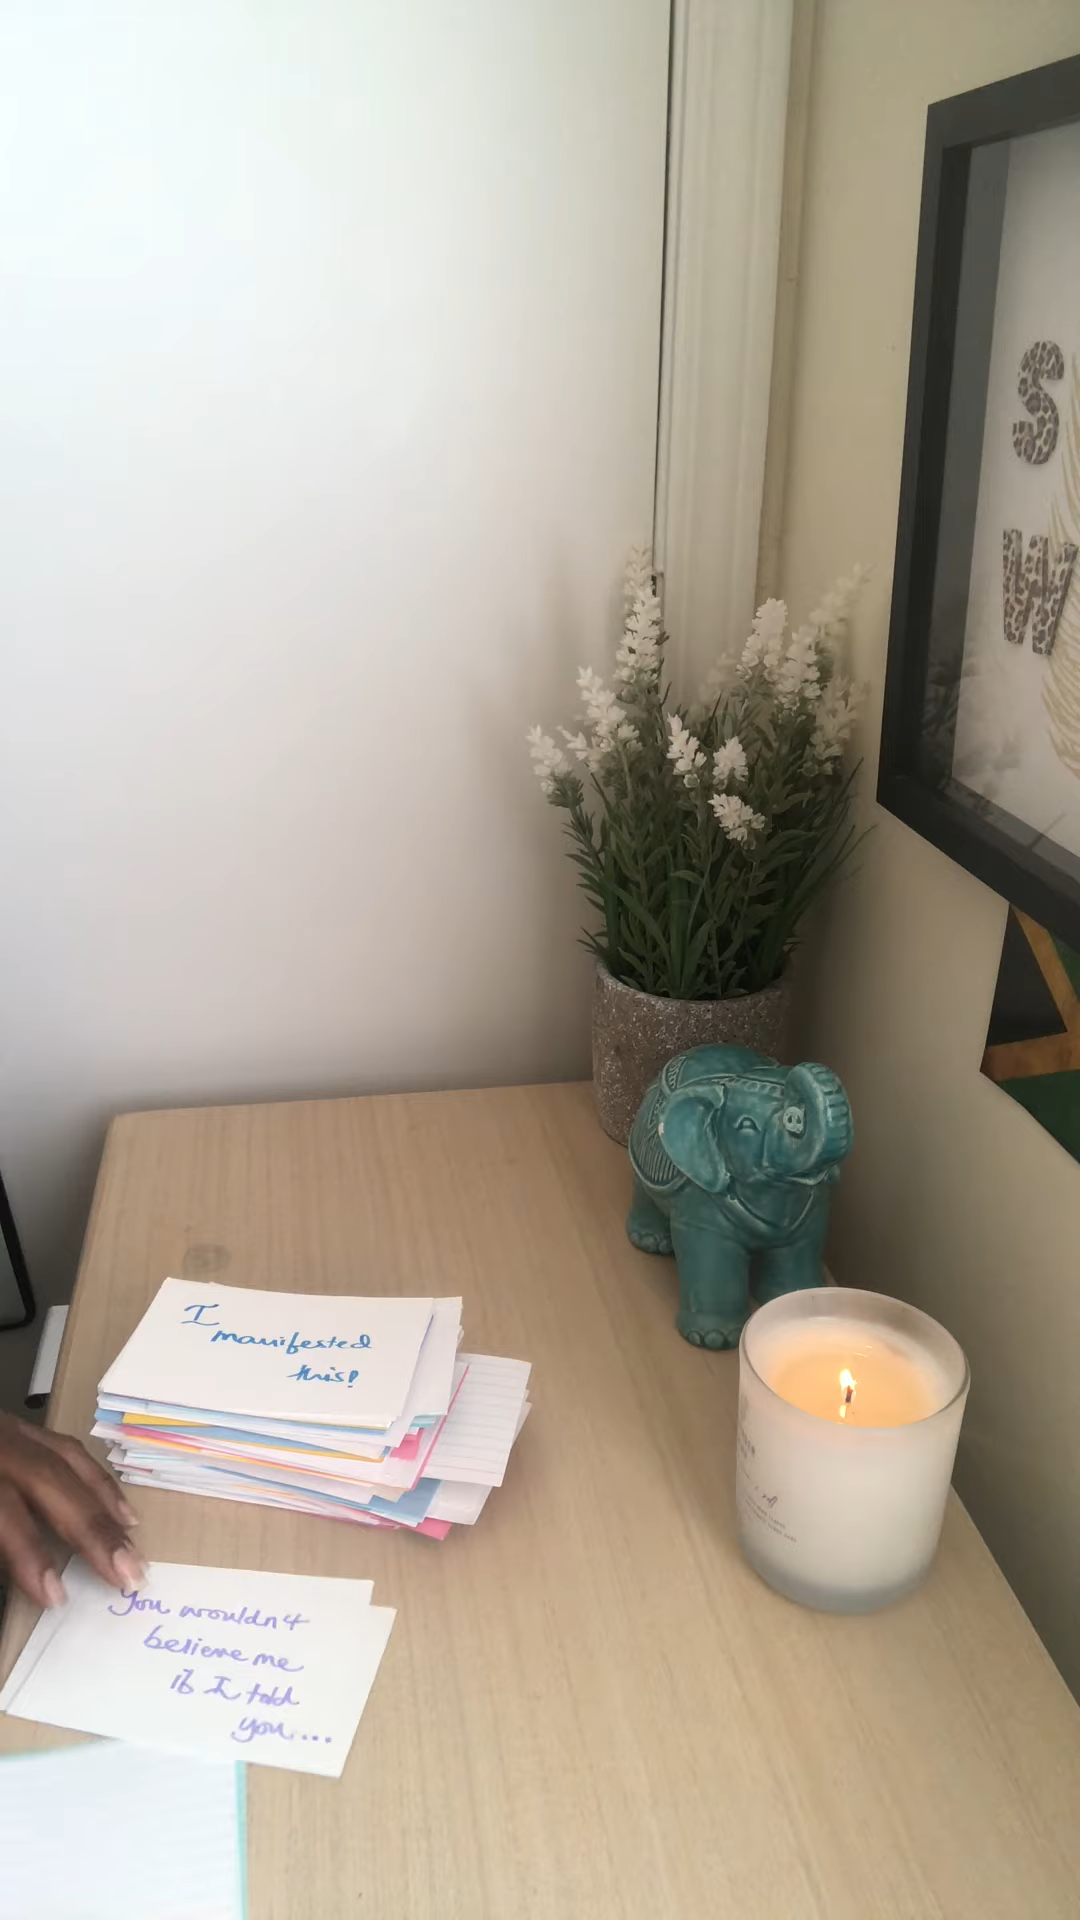 S
W
I
manifested
this!
You wouldn't
believe me
if I told
you...